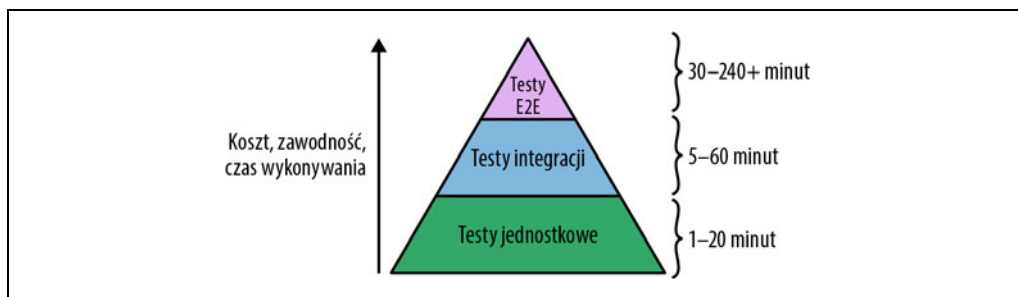 Testy
E2E
30–240+ minut
Koszt, zawodność,
czas wykonywania
Testy integracji
5–60 minut
Testy jednostkowe
1–20 minut